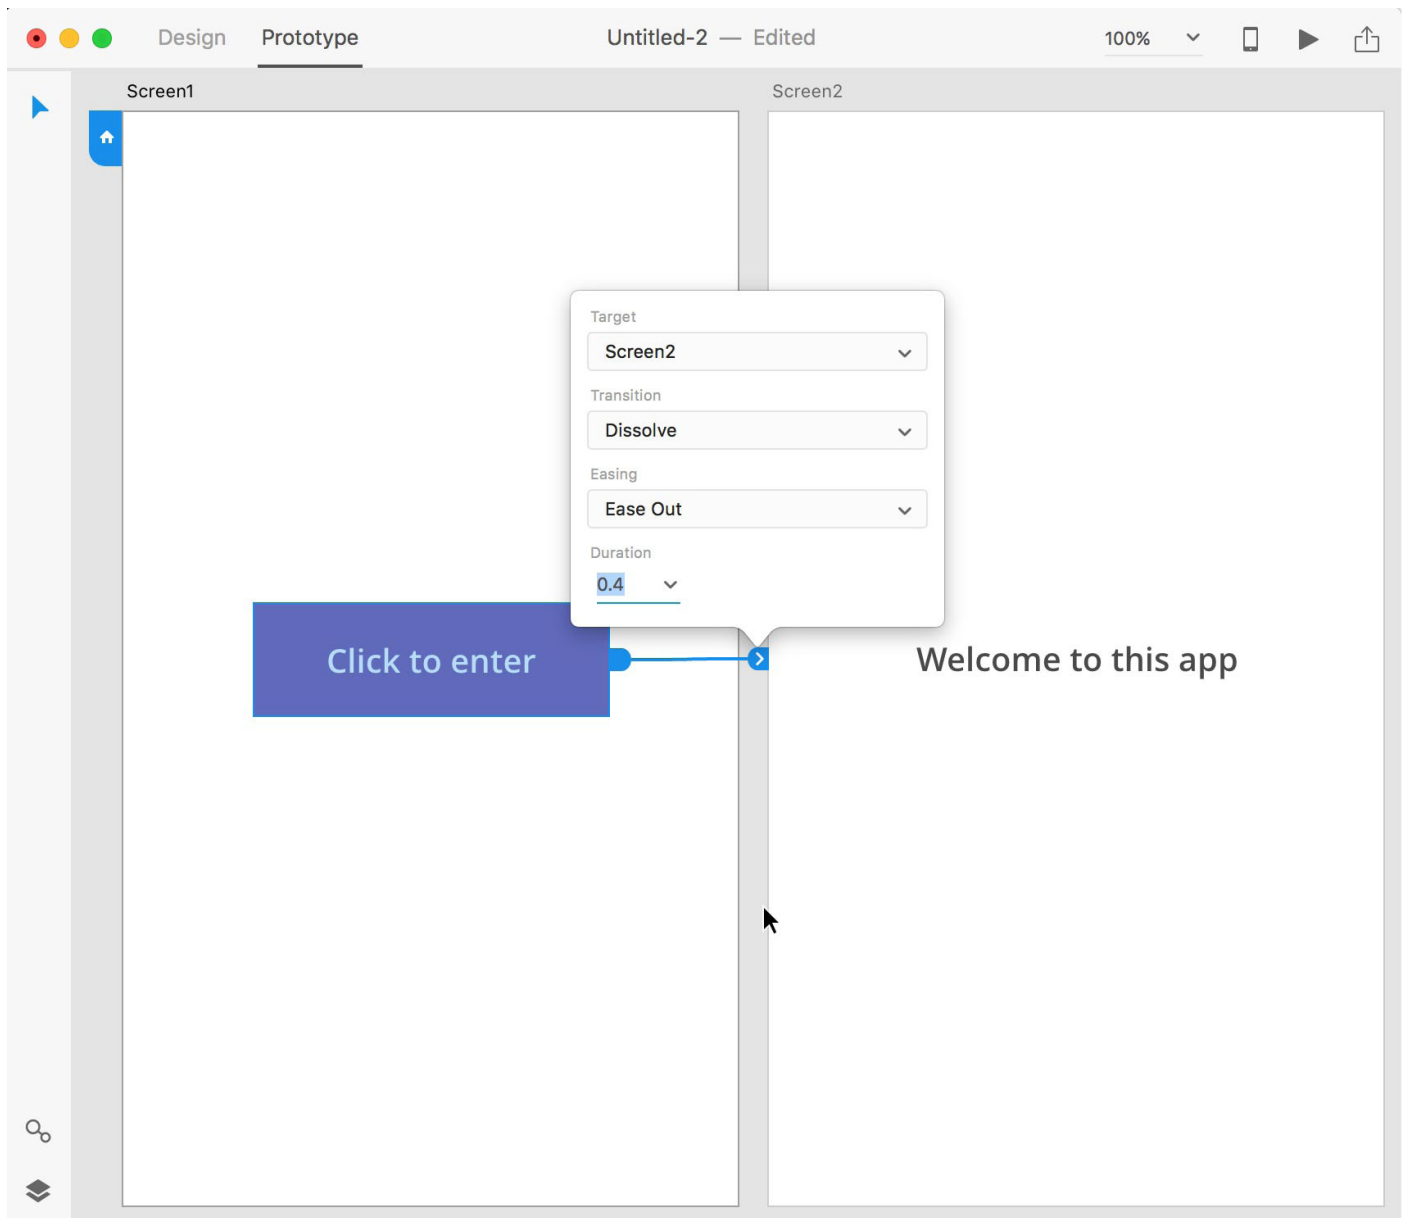 Design Prototype Untitled-2 — Edited 100%
Screen1 Screen2
Target
Screen2
Transition
Dissolve
Easing
Ease Out
Duration
0.4
Click to enter
Welcome to this app